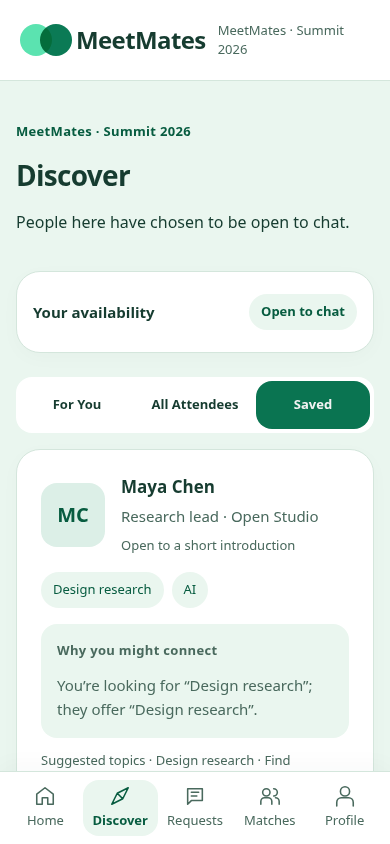 MeetMates
MeetMates · Summit
2026
MeetMates · Summit 2026
Discover
People here have chosen to be open to chat.
Your availability
Open to chat
For You
All Attendees
Saved
MC
Maya Chen
Research lead · Open Studio
Open to a short introduction
Design research
AI
Why you might connect
You’re looking for “Design research”;
they offer “Design research”.
Suggested topics · Design research · Find
Home
Discover
Requests
Matches
Profile